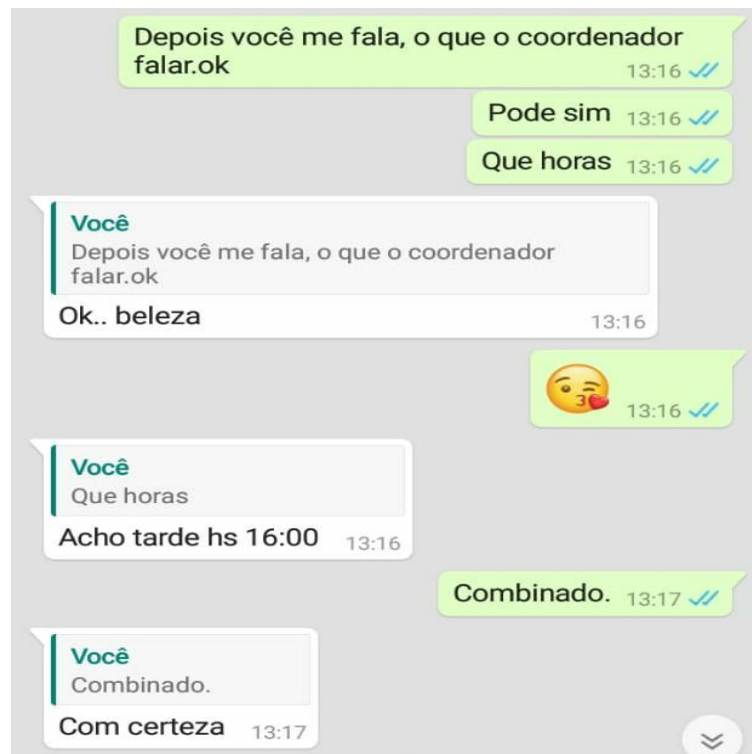 Depois você me fala, o que o coordenador
falar.ok
13:16
Pode sim 13:16
Que horas 13:16
Você
Depois você me fala, o que o coordenador
falar.ok
Ok.. beleza 13:16
13:16
Você
Que horas
Acho tarde hs 16:00 13:16
Combinado. 13:17
Você
Combinado.
Com certeza 13:17